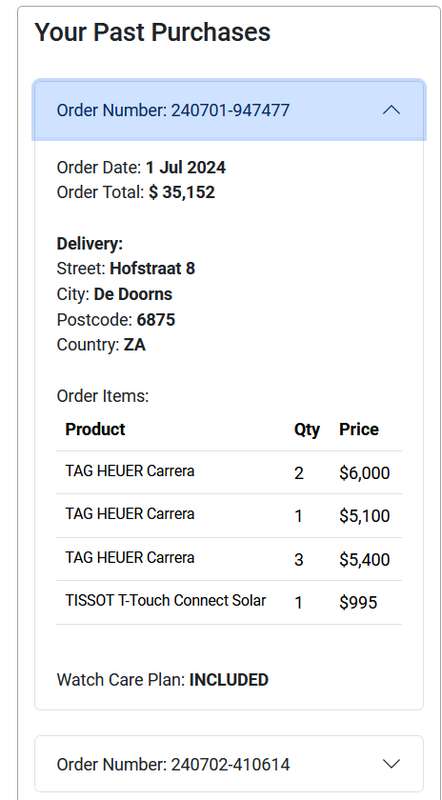 Your Past Purchases
Order Number: 240701-947477
Order Date: 1 Jul 2024
Order Total: $ 35,152
Delivery:
Street: Hofstraat 8
City: De Doorns
Postcode: 6875
Country: ZA
Order Items:
Product Qty Price
TAG HEUER Carrera 2 $6,000
TAG HEUER Carrera 1 $5,100
TAG HEUER Carrera 3 $5,400
TISSOT T-Touch Connect Solar 1 $995
Watch Care Plan: INCLUDED
Order Number: 240702-410614